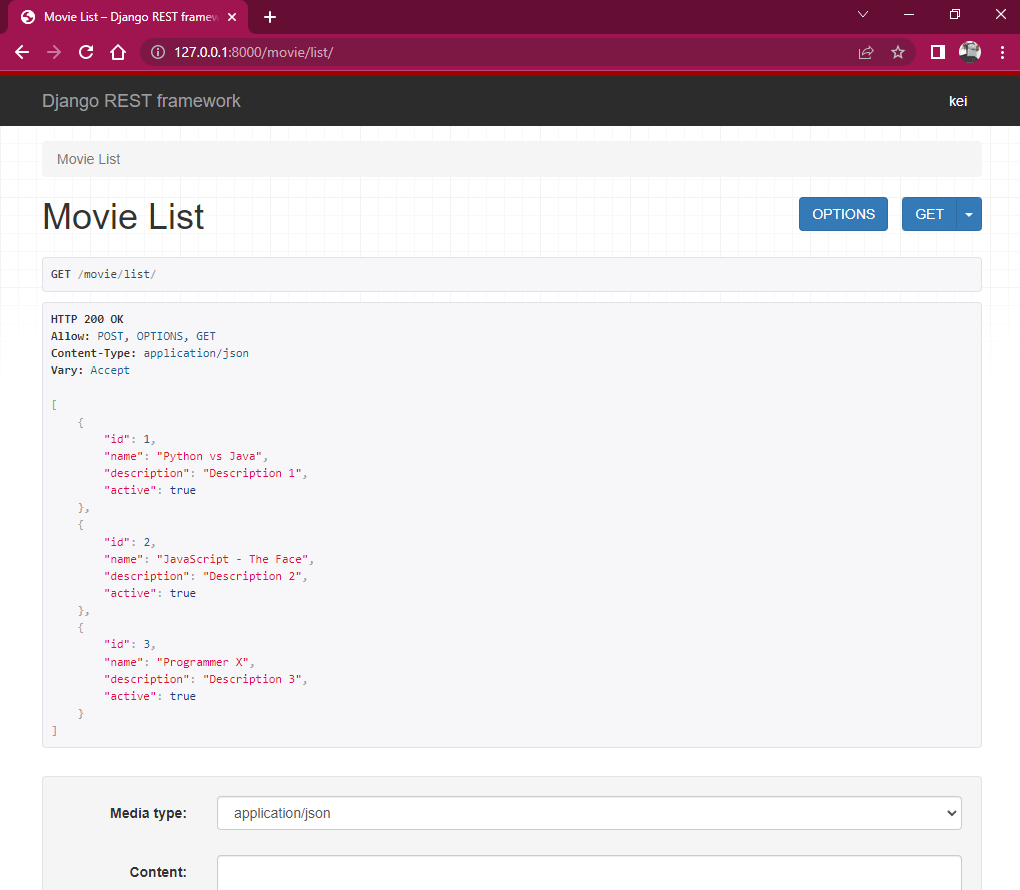 Movie List – Django REST framew
127.0.0.1:8000/movie/list/
Django REST framework
kei
Movie List
Movie List
OPTIONS
GET
GET /movie/list/
HTTP 200 OK
Allow: POST, OPTIONS, GET
Content-Type: application/json
Vary: Accept
[
    {
        "id": 1,
        "name": "Python vs Java",
        "description": "Description 1",
        "active": true
    },
    {
        "id": 2,
        "name": "JavaScript - The Face",
        "description": "Description 2",
        "active": true
    },
    {
        "id": 3,
        "name": "Programmer X",
        "description": "Description 3",
        "active": true
    }
]
Media type:
application/json
Content: